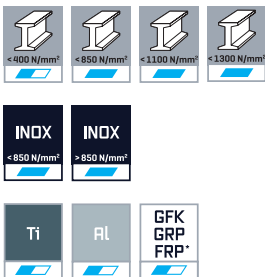 <400 N/mm² <850 N/mm² <1100 N/mm² <1300 N/mm²
INOX INOX
<850 N/mm² >850 N/mm²
Ti Al GFK
GRP
FRP*